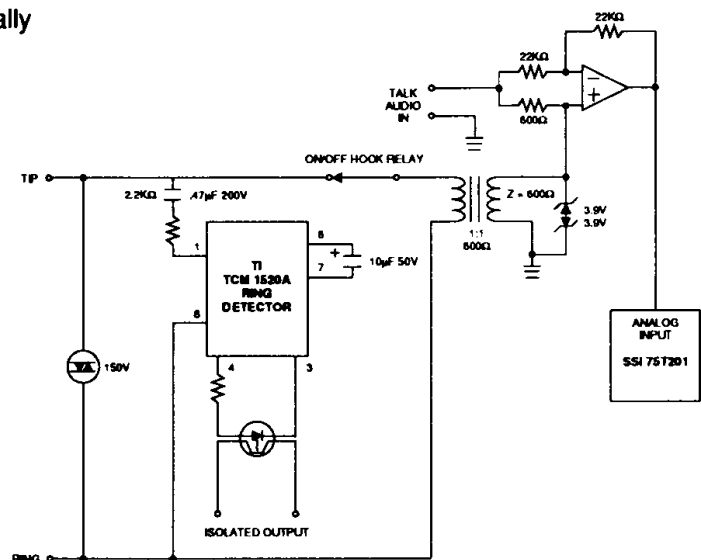 ally
22KΩ
22KΩ
TALK
AUDIO
IN
600Ω
−
+
ON/OFF HOOK RELAY
TIP
2.2KΩ
.47µF 200V
Z = 600Ω
3.9V
3.9V
1:1
600Ω
1
6
TI
TCM 1520A
RING
DETECTOR
+
7
10µF 50V
8
ANALOG
INPUT
SSI 75T201
150V
4
3
ISOLATED OUTPUT
RING